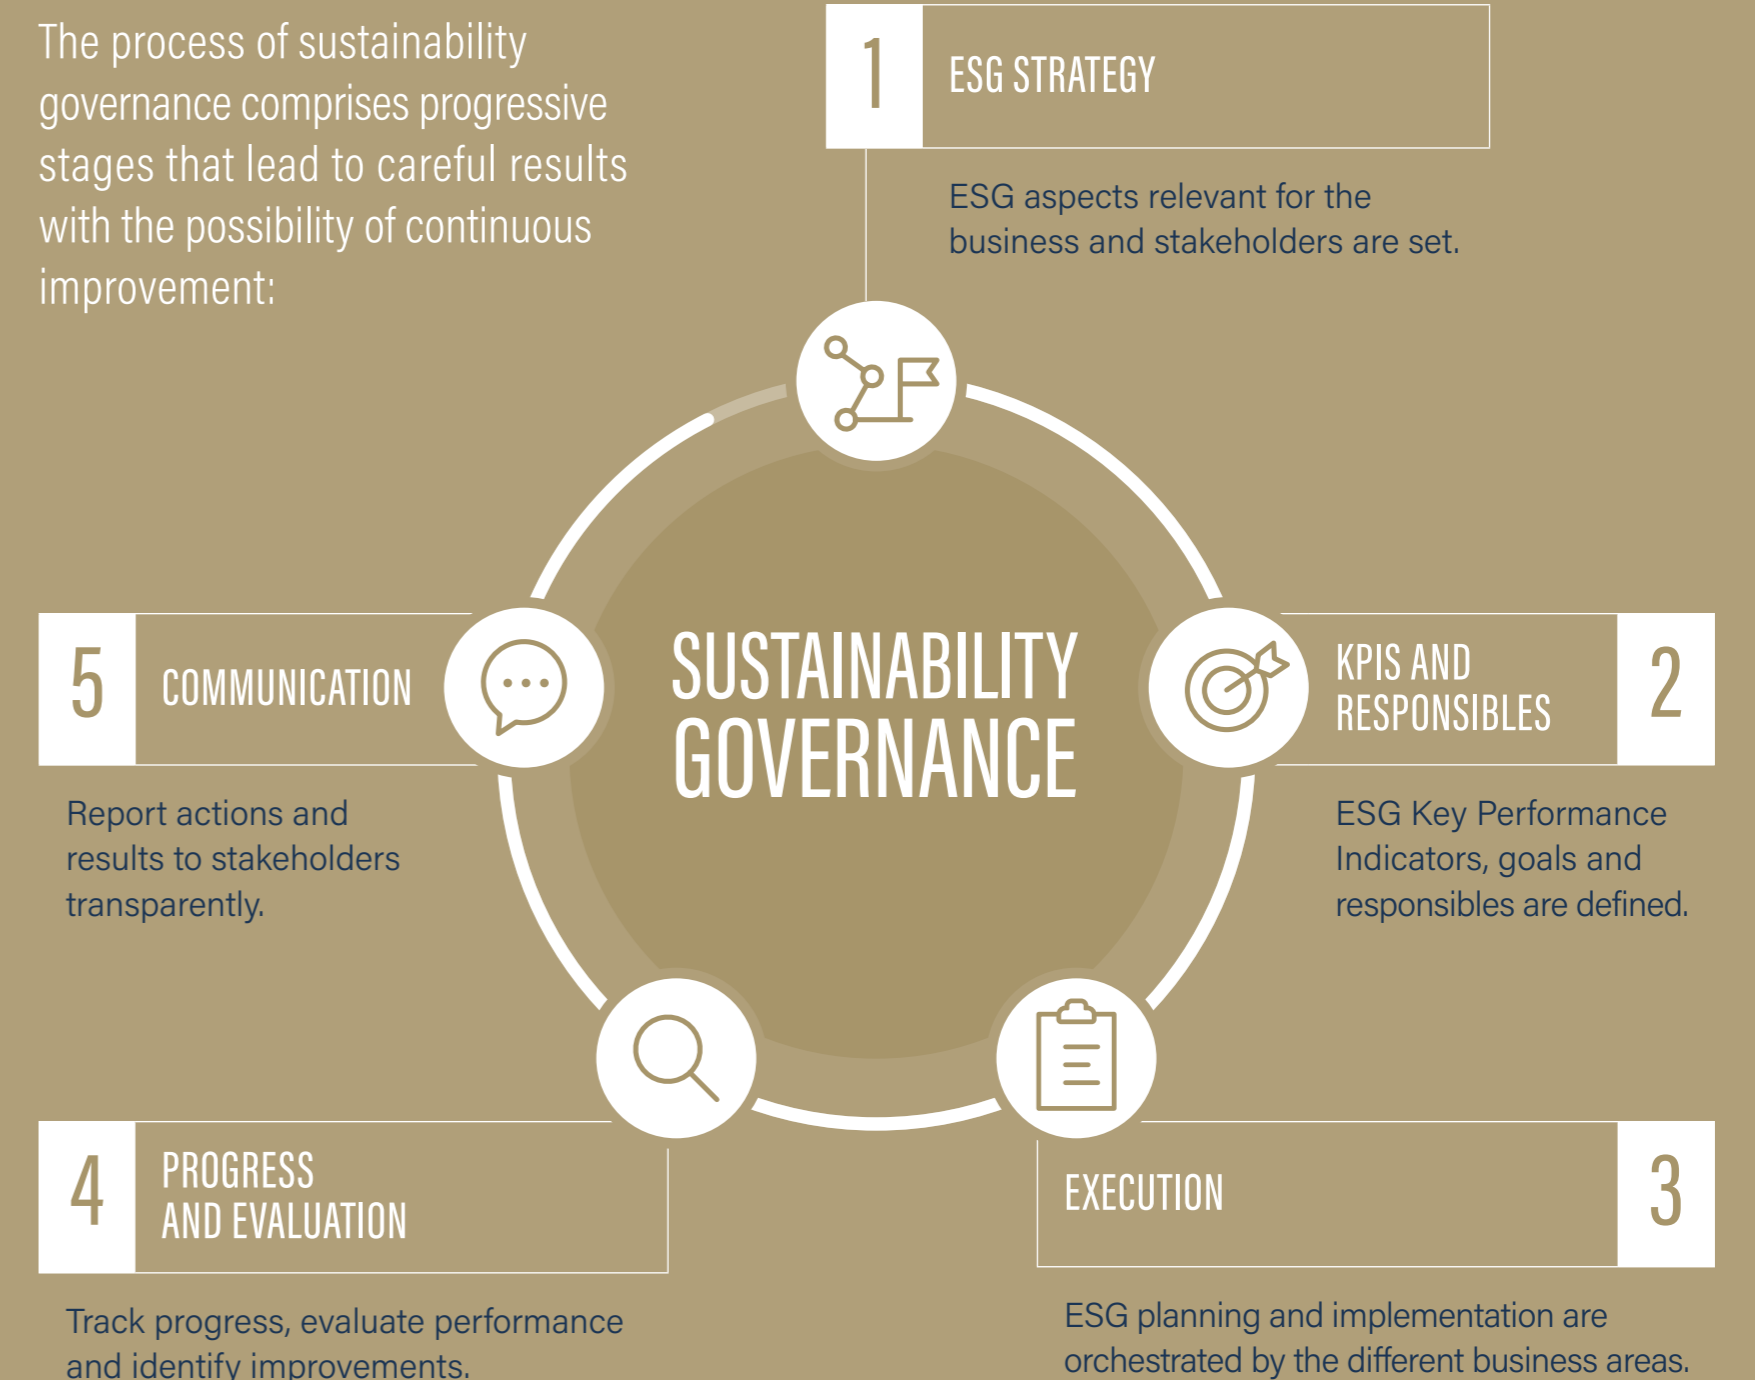 The process of sustainability
governance comprises progressive
stages that lead to careful results
with the possibility of continuous
improvement:
1
ESG STRATEGY
ESG aspects relevant for the
business and stakeholders are set.
SUSTAINABILITY
GOVERNANCE
KPIS AND
RESPONSIBLES
2
ESG Key Performance
Indicators, goals and
responsibles are defined.
EXECUTION
3
ESG planning and implementation are
orchestrated by the different business areas.
4
PROGRESS
AND EVALUATION
Track progress, evaluate performance
and identify improvements.
5
COMMUNICATION
Report actions and
results to stakeholders
transparently.